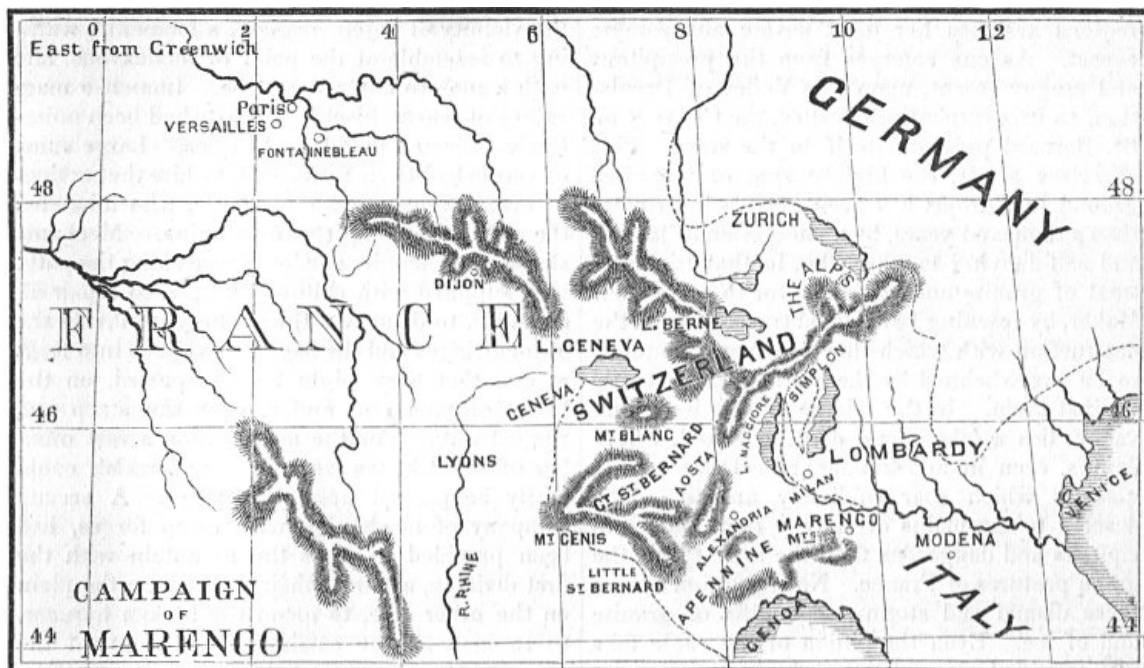 0 2 4 6 8 10 12
East from Greenwich
GERMANY
Paris
VERSAILLES
FONTAINEBLEAU
48
48
ZURICH
DIJON
THE ALPS
FRANCE
L. BERNE
L. GENEVA
SWITZERLAND
SIMPLON
GENEVA
46
46
MT BLANC
L. MAGGIORE
LOMBARDY
LYONS
GT. ST BERNARD
AOSTA
MILAN
VENICE
ALEXANDRIA
MARENGO
MTS
MT CENIS
APENNINE
MODENA
LITTLE
ST BERNARD
ITALY
R. RHONE
CAMPAIGN
OF
MARENGO
GENOA
44
44